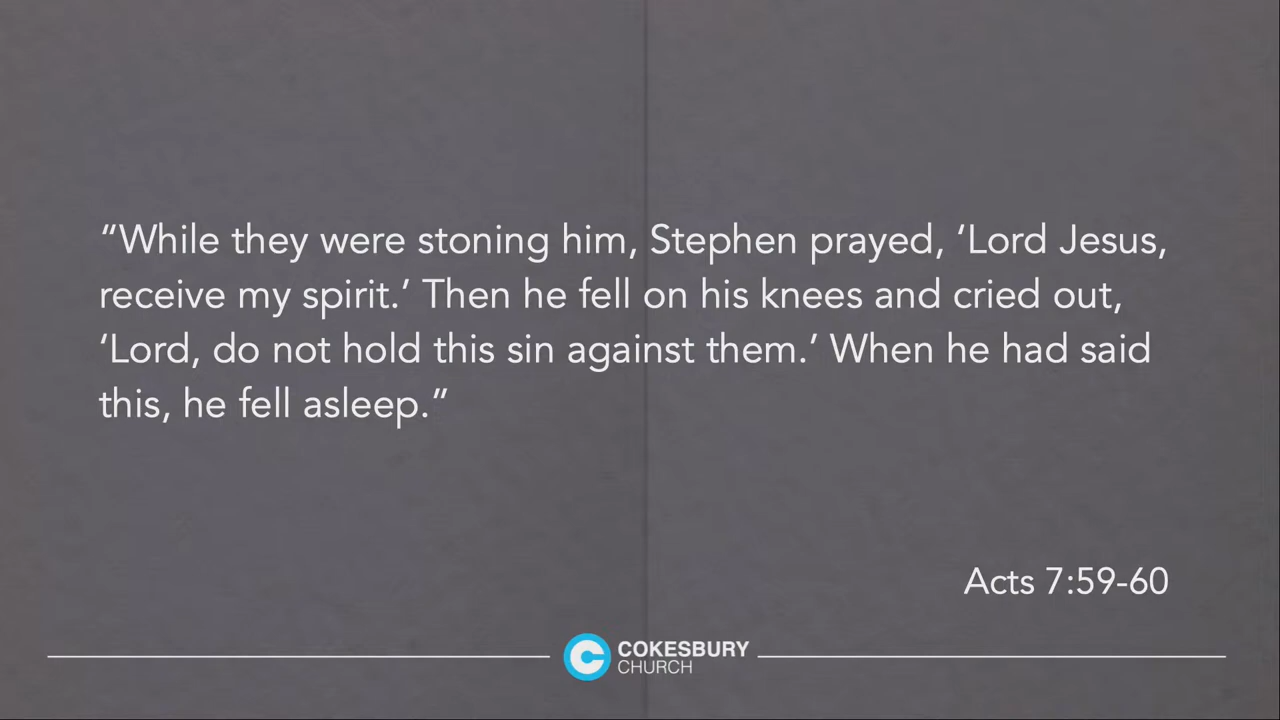 “While they were stoning him, Stephen prayed, ‘Lord Jesus,
receive my spirit.’ Then he fell on his knees and cried out,
‘Lord, do not hold this sin against them.’ When he had said
this, he fell asleep.”
Acts 7:59-60
COKESBURY
CHURCH